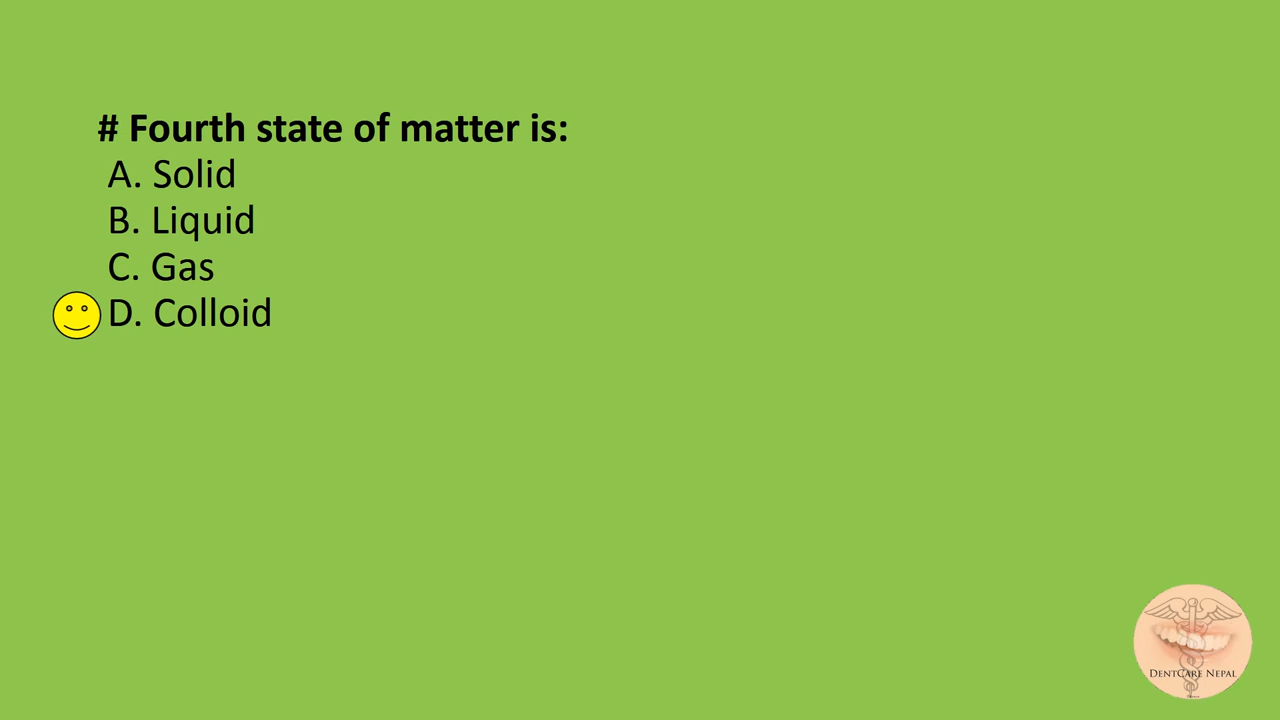 # Fourth state of matter is:
A. Solid
B. Liquid
C. Gas
D. Colloid
DentCare Nepal